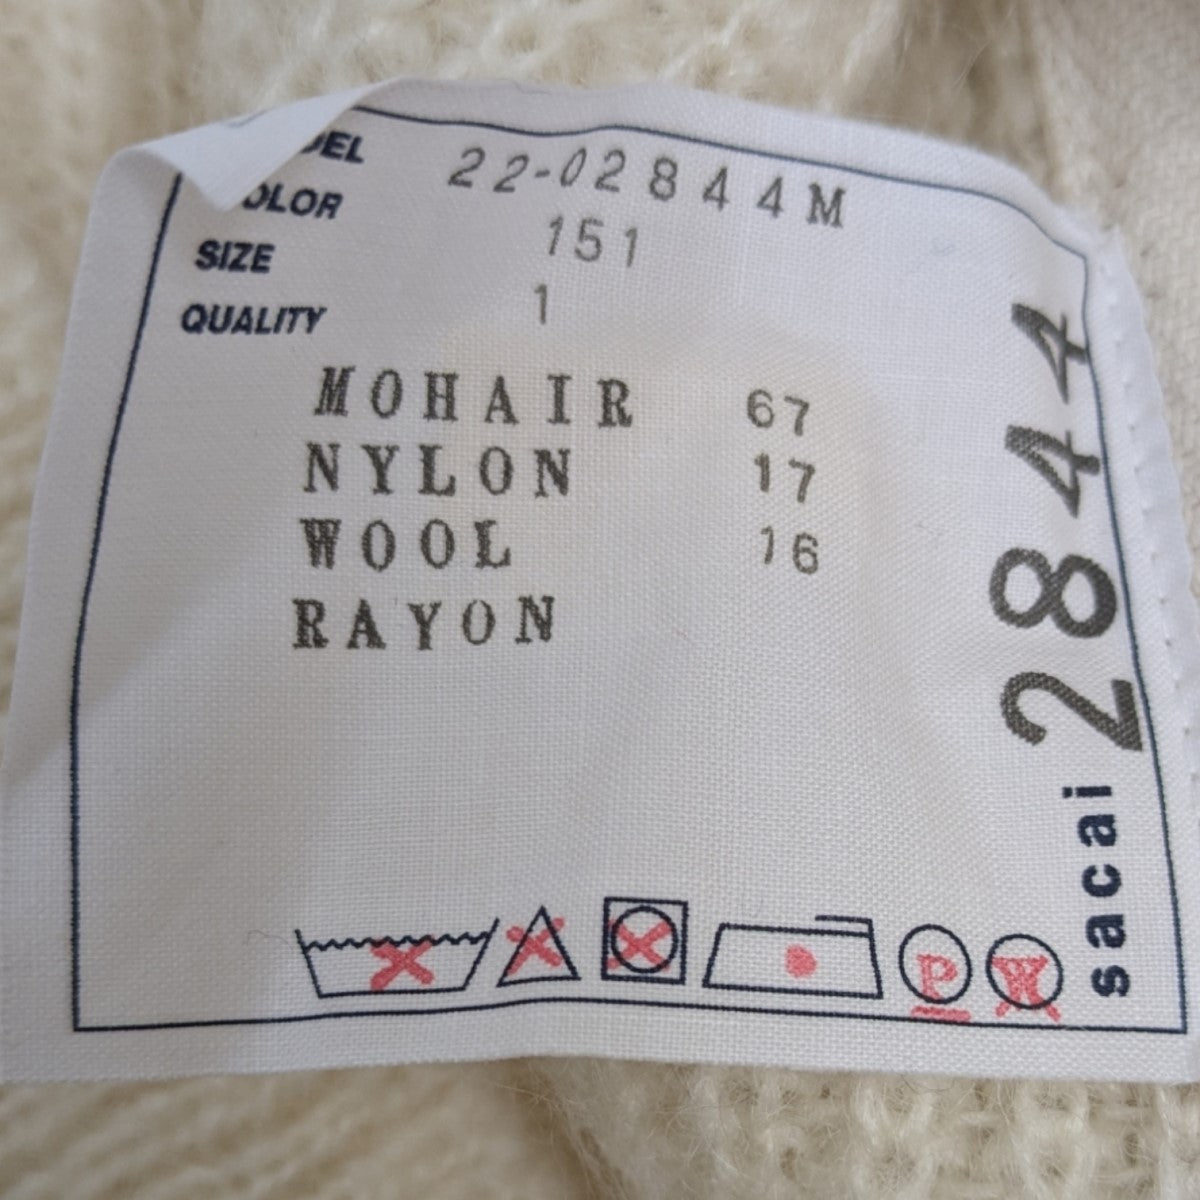 DEL 22-02844M
OLOR 151
SIZE 1
QUALITY
MOHAIR 67
NYLON 17
WOOL 16
RAYON
P W
sacai 2844